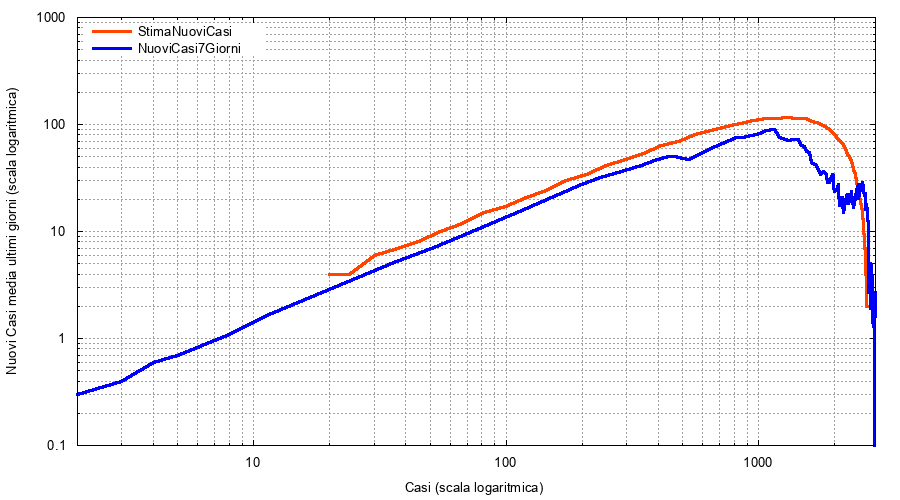 1000
StimaNuoviCasi
NuoviCasi7Giorni
100
10
1
0.1
Nuovi Casi media ultimi giorni (scala logaritmica)
10 100 1000
Casi (scala logaritmica)